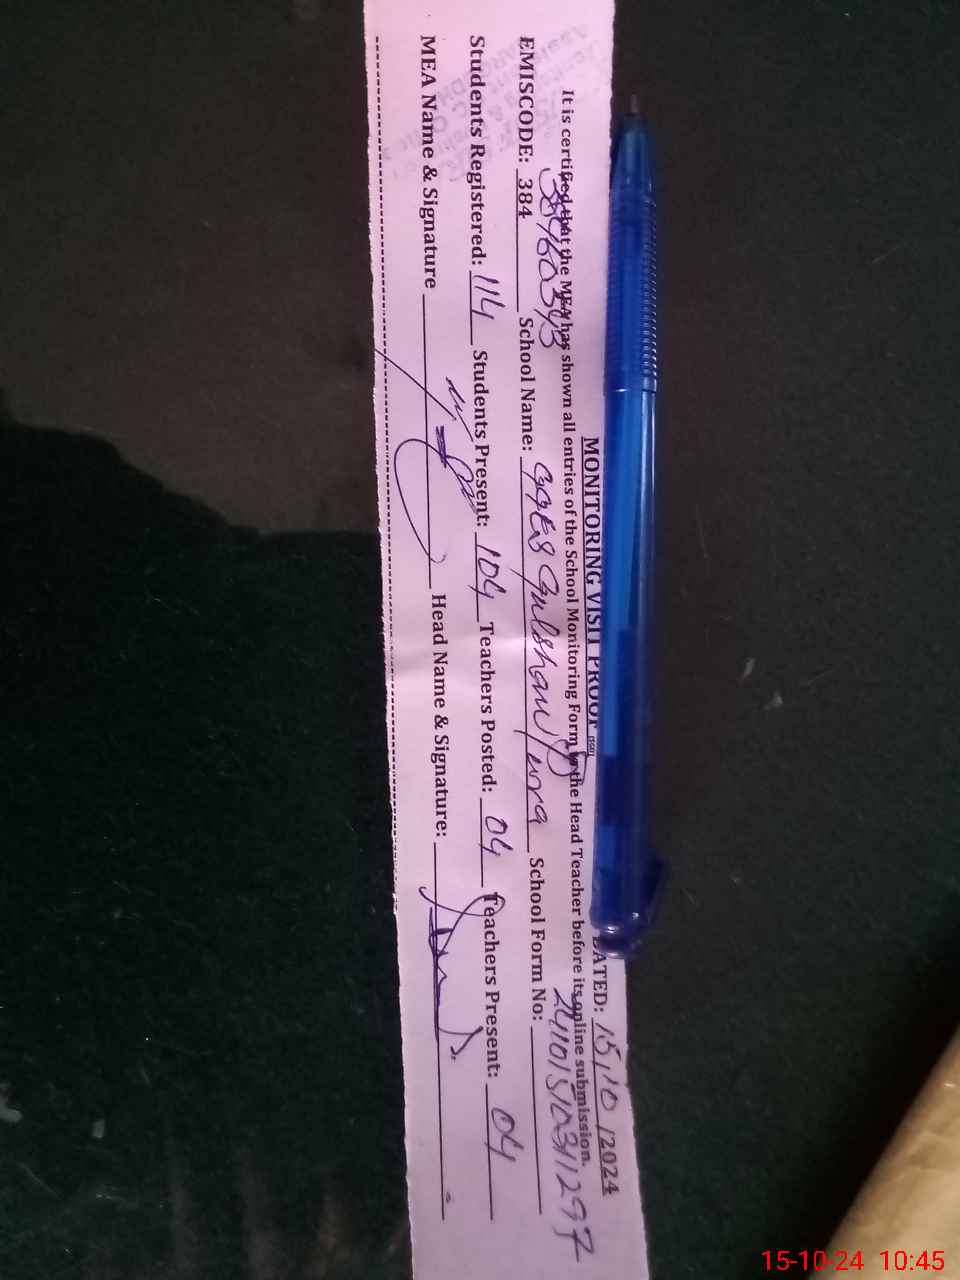 MONITORING VISIT PROOF
DATED: 15/10/2024
It is certified that the MEA has shown all entries of the School Monitoring Form to the Head Teacher before its online submission.
EMISCODE: 384 School Name: GGES Gulshan School Form No:
Students Registered: 114 Students Present: 104 Teachers Posted: 04 Teachers Present: 04
MEA Name & Signature Head Name & Signature:
15-10-24 10:45